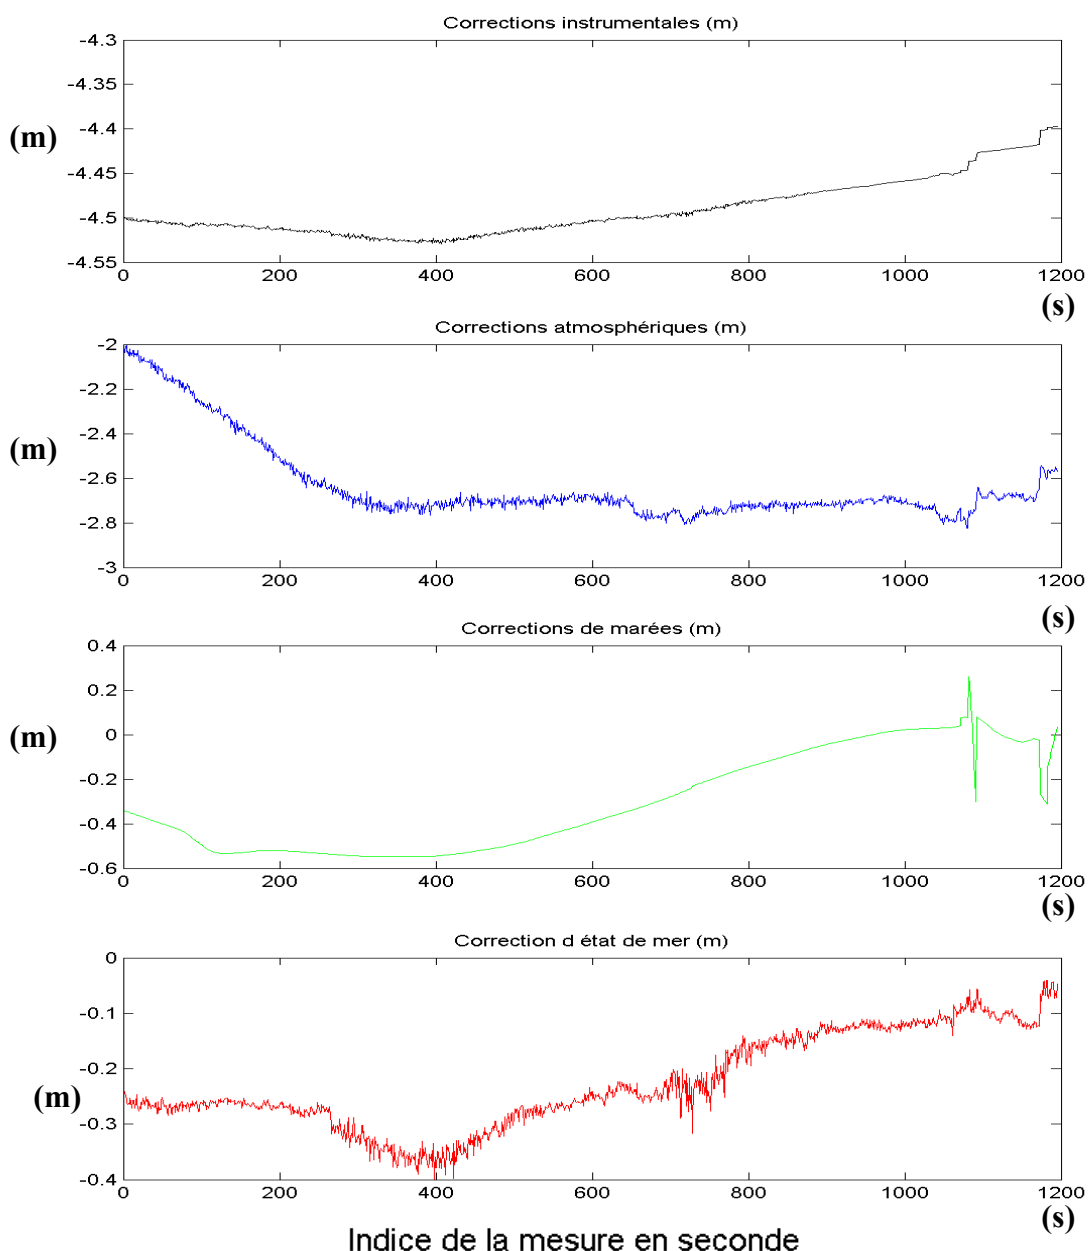 Corrections instrumentales (m)
-4.3
-4.35
-4.4
(m)
-4.45
-4.5
-4.55
0 200 400 600 800 1000 1200
(s)
Corrections atmosphériques (m)
-2
-2.2
-2.4
(m)
-2.6
-2.8
-3
0 200 400 600 800 1000 1200
(s)
Corrections de marées (m)
0.4
0.2
0
(m)
-0.2
-0.4
-0.6
0 200 400 600 800 1000 1200
(s)
Correction d état de mer (m)
0
-0.1
-0.2
(m)
-0.3
-0.4
0 200 400 600 800 1000 1200
(s)
Indice de la mesure en seconde